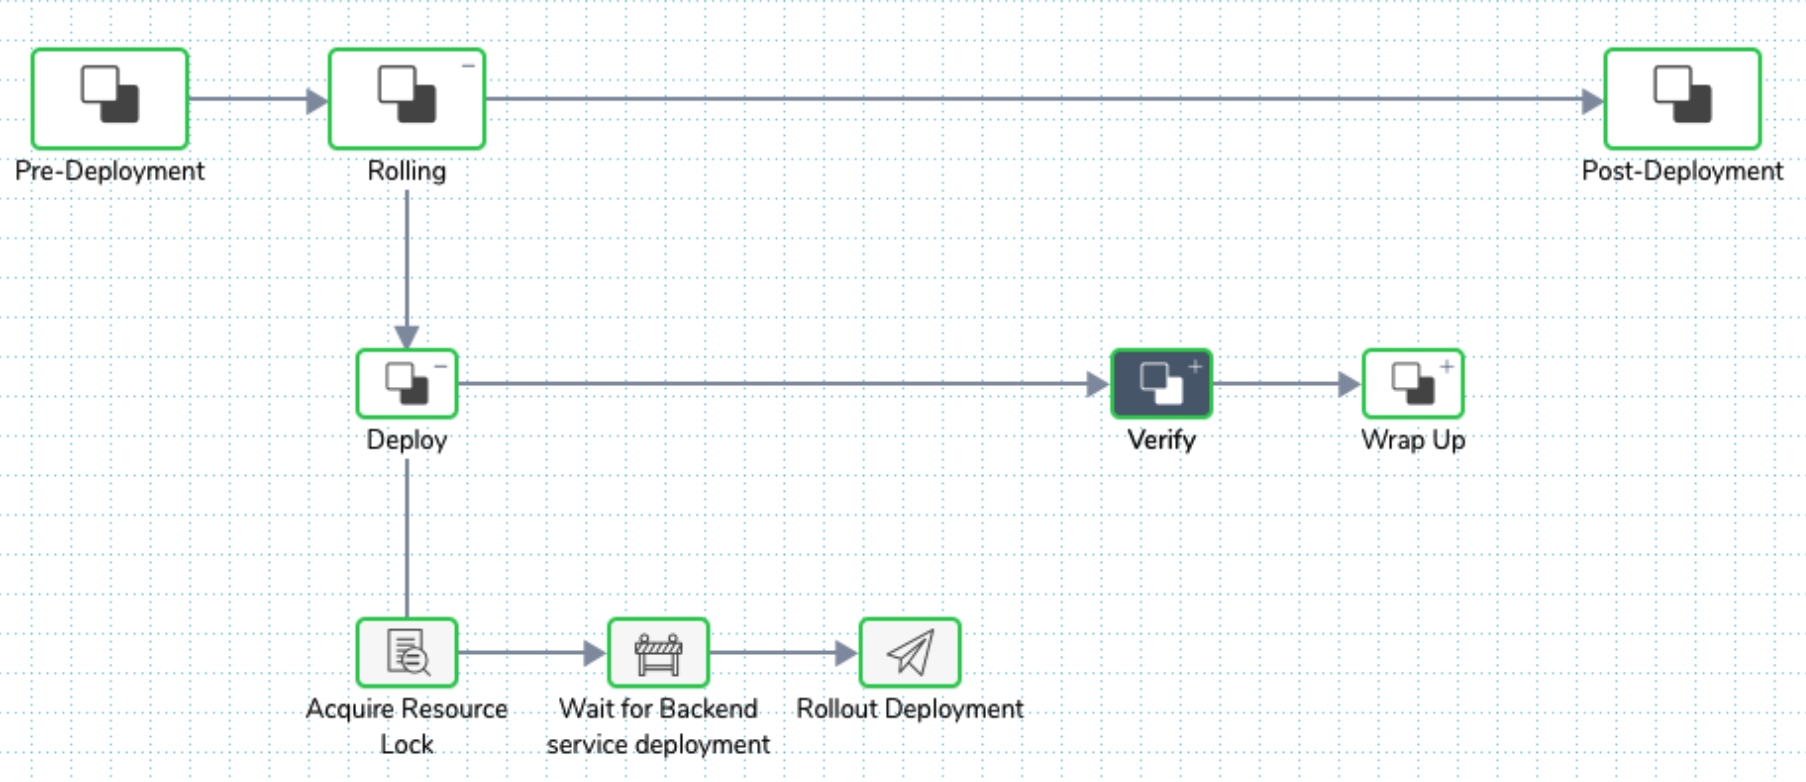 Pre-Deployment
Rolling
Post-Deployment
Deploy
Verify
Wrap Up
Acquire Resource
Lock
Wait for Backend
service deployment
Rollout Deployment